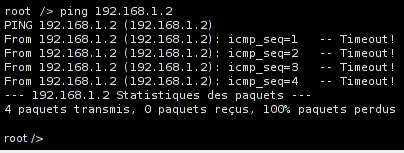 root /> ping 192.168.1.2
PING 192.168.1.2 (192.168.1.2)
From 192.168.1.2 (192.168.1.2): icmp_seq=1 -- Timeout!
From 192.168.1.2 (192.168.1.2): icmp_seq=2 -- Timeout!
From 192.168.1.2 (192.168.1.2): icmp_seq=3 -- Timeout!
From 192.168.1.2 (192.168.1.2): icmp_seq=4 -- Timeout!
--- 192.168.1.2 Statistiques des paquets ---
4 paquets transmis, 0 paquets reçus, 100% paquets perdus
root />